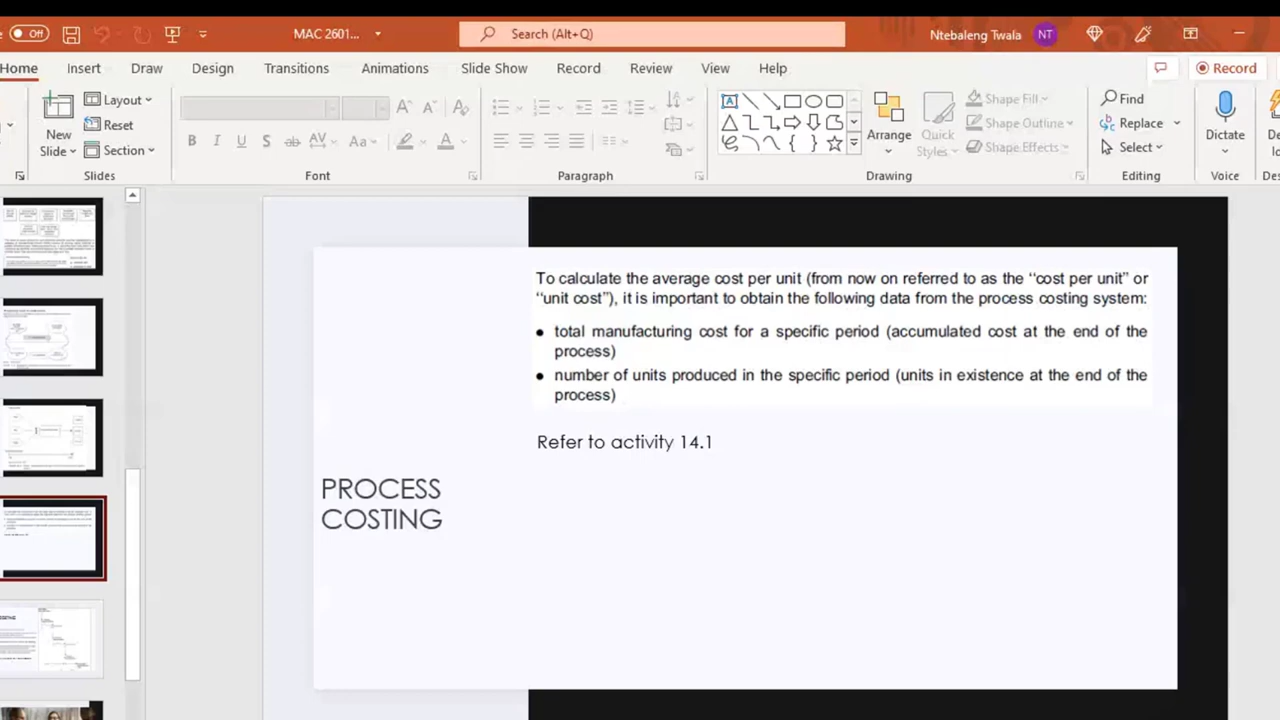 Off
MAC 2601...
Search (Alt+Q)
Ntebaleng Twala
NT
Home
Insert
Draw
Design
Transitions
Animations
Slide Show
Record
Review
View
Help
Record
New
Slide
Layout
Reset
Section
Slides
B I U S ab AV Aa A
Font
Paragraph
Arrange
Quick
Styles
Shape Fill
Shape Outline
Shape Effects
Drawing
Find
Replace
Select
Editing
Dictate
Voice
To calculate the average cost per unit (from now on referred to as the "cost per unit" or
"unit cost"), it is important to obtain the following data from the process costing system:
• total manufacturing cost for a specific period (accumulated cost at the end of the
process)
• number of units produced in the specific period (units in existence at the end of the
process)
Refer to activity 14.1
PROCESS
COSTING